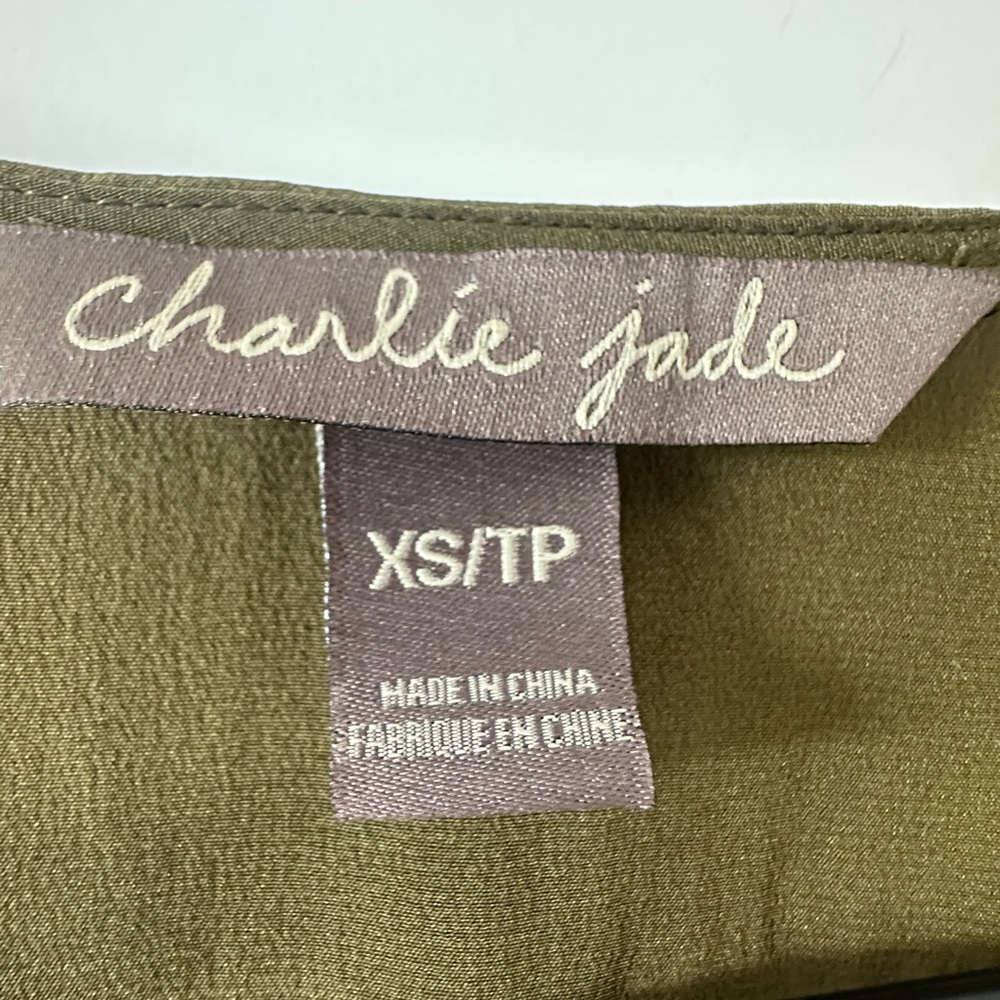 charlie jade
XS/TP
MADE IN CHINA
FABRIQUE EN CHINE